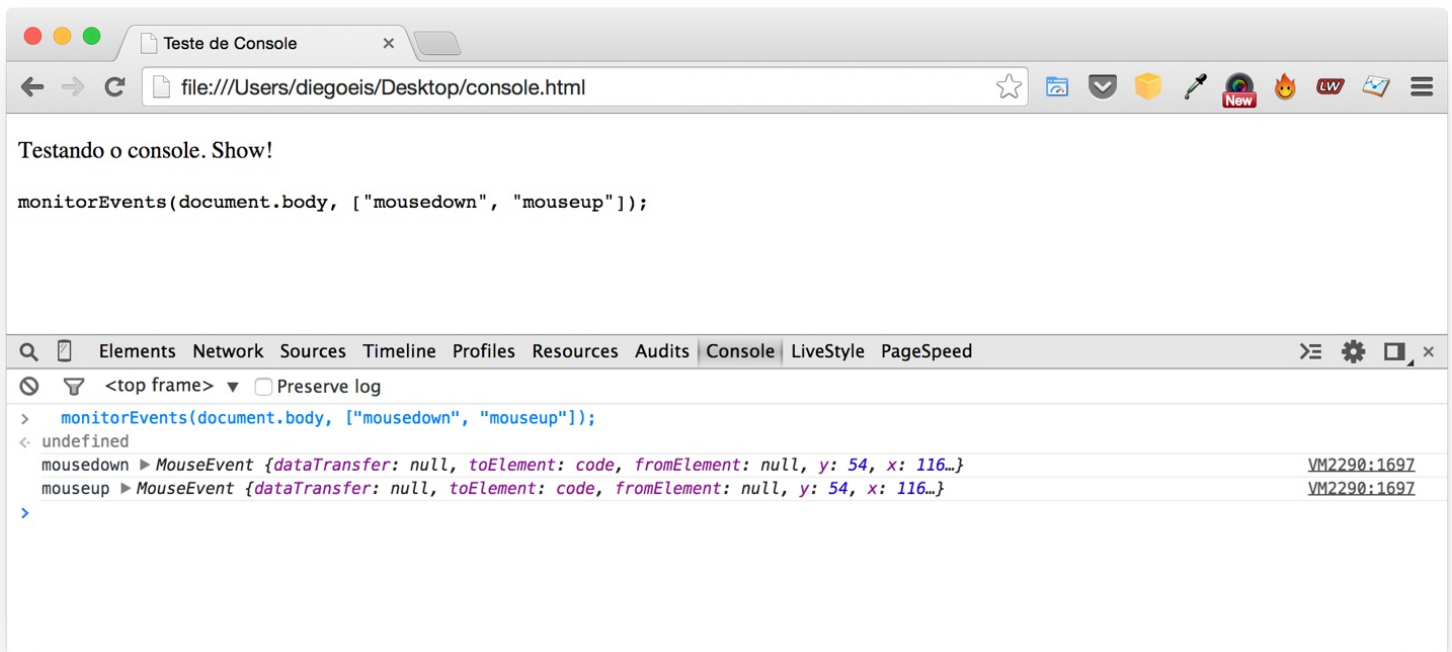 Teste de Console
file:///Users/diegoeis/Desktop/console.html
New
LW
Testando o console. Show!
monitorEvents(document.body, ["mousedown", "mouseup"]);
Elements Network Sources Timeline Profiles Resources Audits Console LiveStyle PageSpeed
<top frame> ▼ Preserve log
> monitorEvents(document.body, ["mousedown", "mouseup"]);
undefined
mousedown ▶ MouseEvent {dataTransfer: null, toElement: code, fromElement: null, y: 54, x: 116…} VM2290:1697
mouseup ▶ MouseEvent {dataTransfer: null, toElement: code, fromElement: null, y: 54, x: 116…} VM2290:1697
>